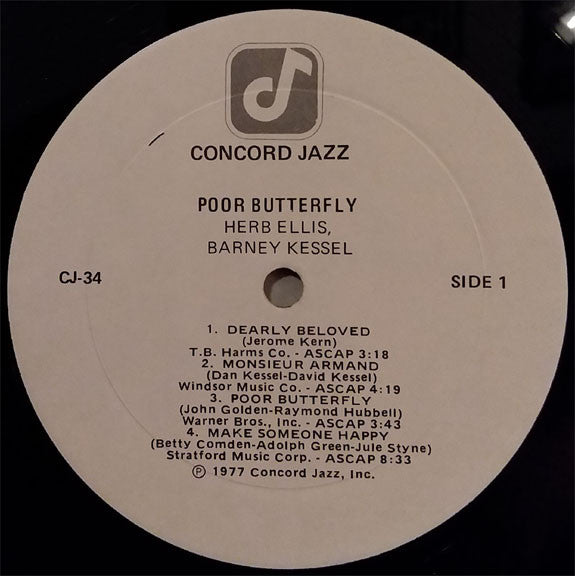 CONCORD JAZZ
POOR BUTTERFLY
HERB ELLIS,
BARNEY KESSEL
CJ-34
SIDE 1
1. DEARLY BELOVED
(Jerome Kern)
T.B. Harms Co. - ASCAP 3:18
2. MONSIEUR ARMAND
(Dan Kessel-David Kessel)
Windsor Music Co. - ASCAP 4:19
3. POOR BUTTERFLY
(John Golden-Raymond Hubbell)
Warner Bros., Inc. - ASCAP 3:43
4. MAKE SOMEONE HAPPY
(Betty Comden-Adolph Green-Jule Styne)
Stratford Music Corp. - ASCAP 8:33
℗ 1977 Concord Jazz, Inc.